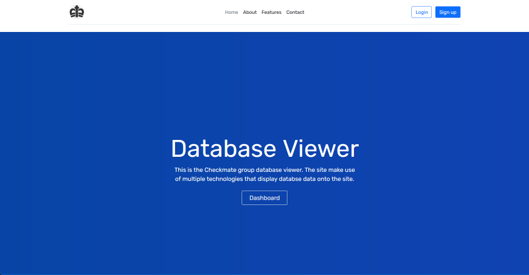 Home About Features Contact Login Sign up
Database Viewer
This is the Checkmate group database viewer. The site make use
of multiple technologies that display databse data onto the site.
Dashboard